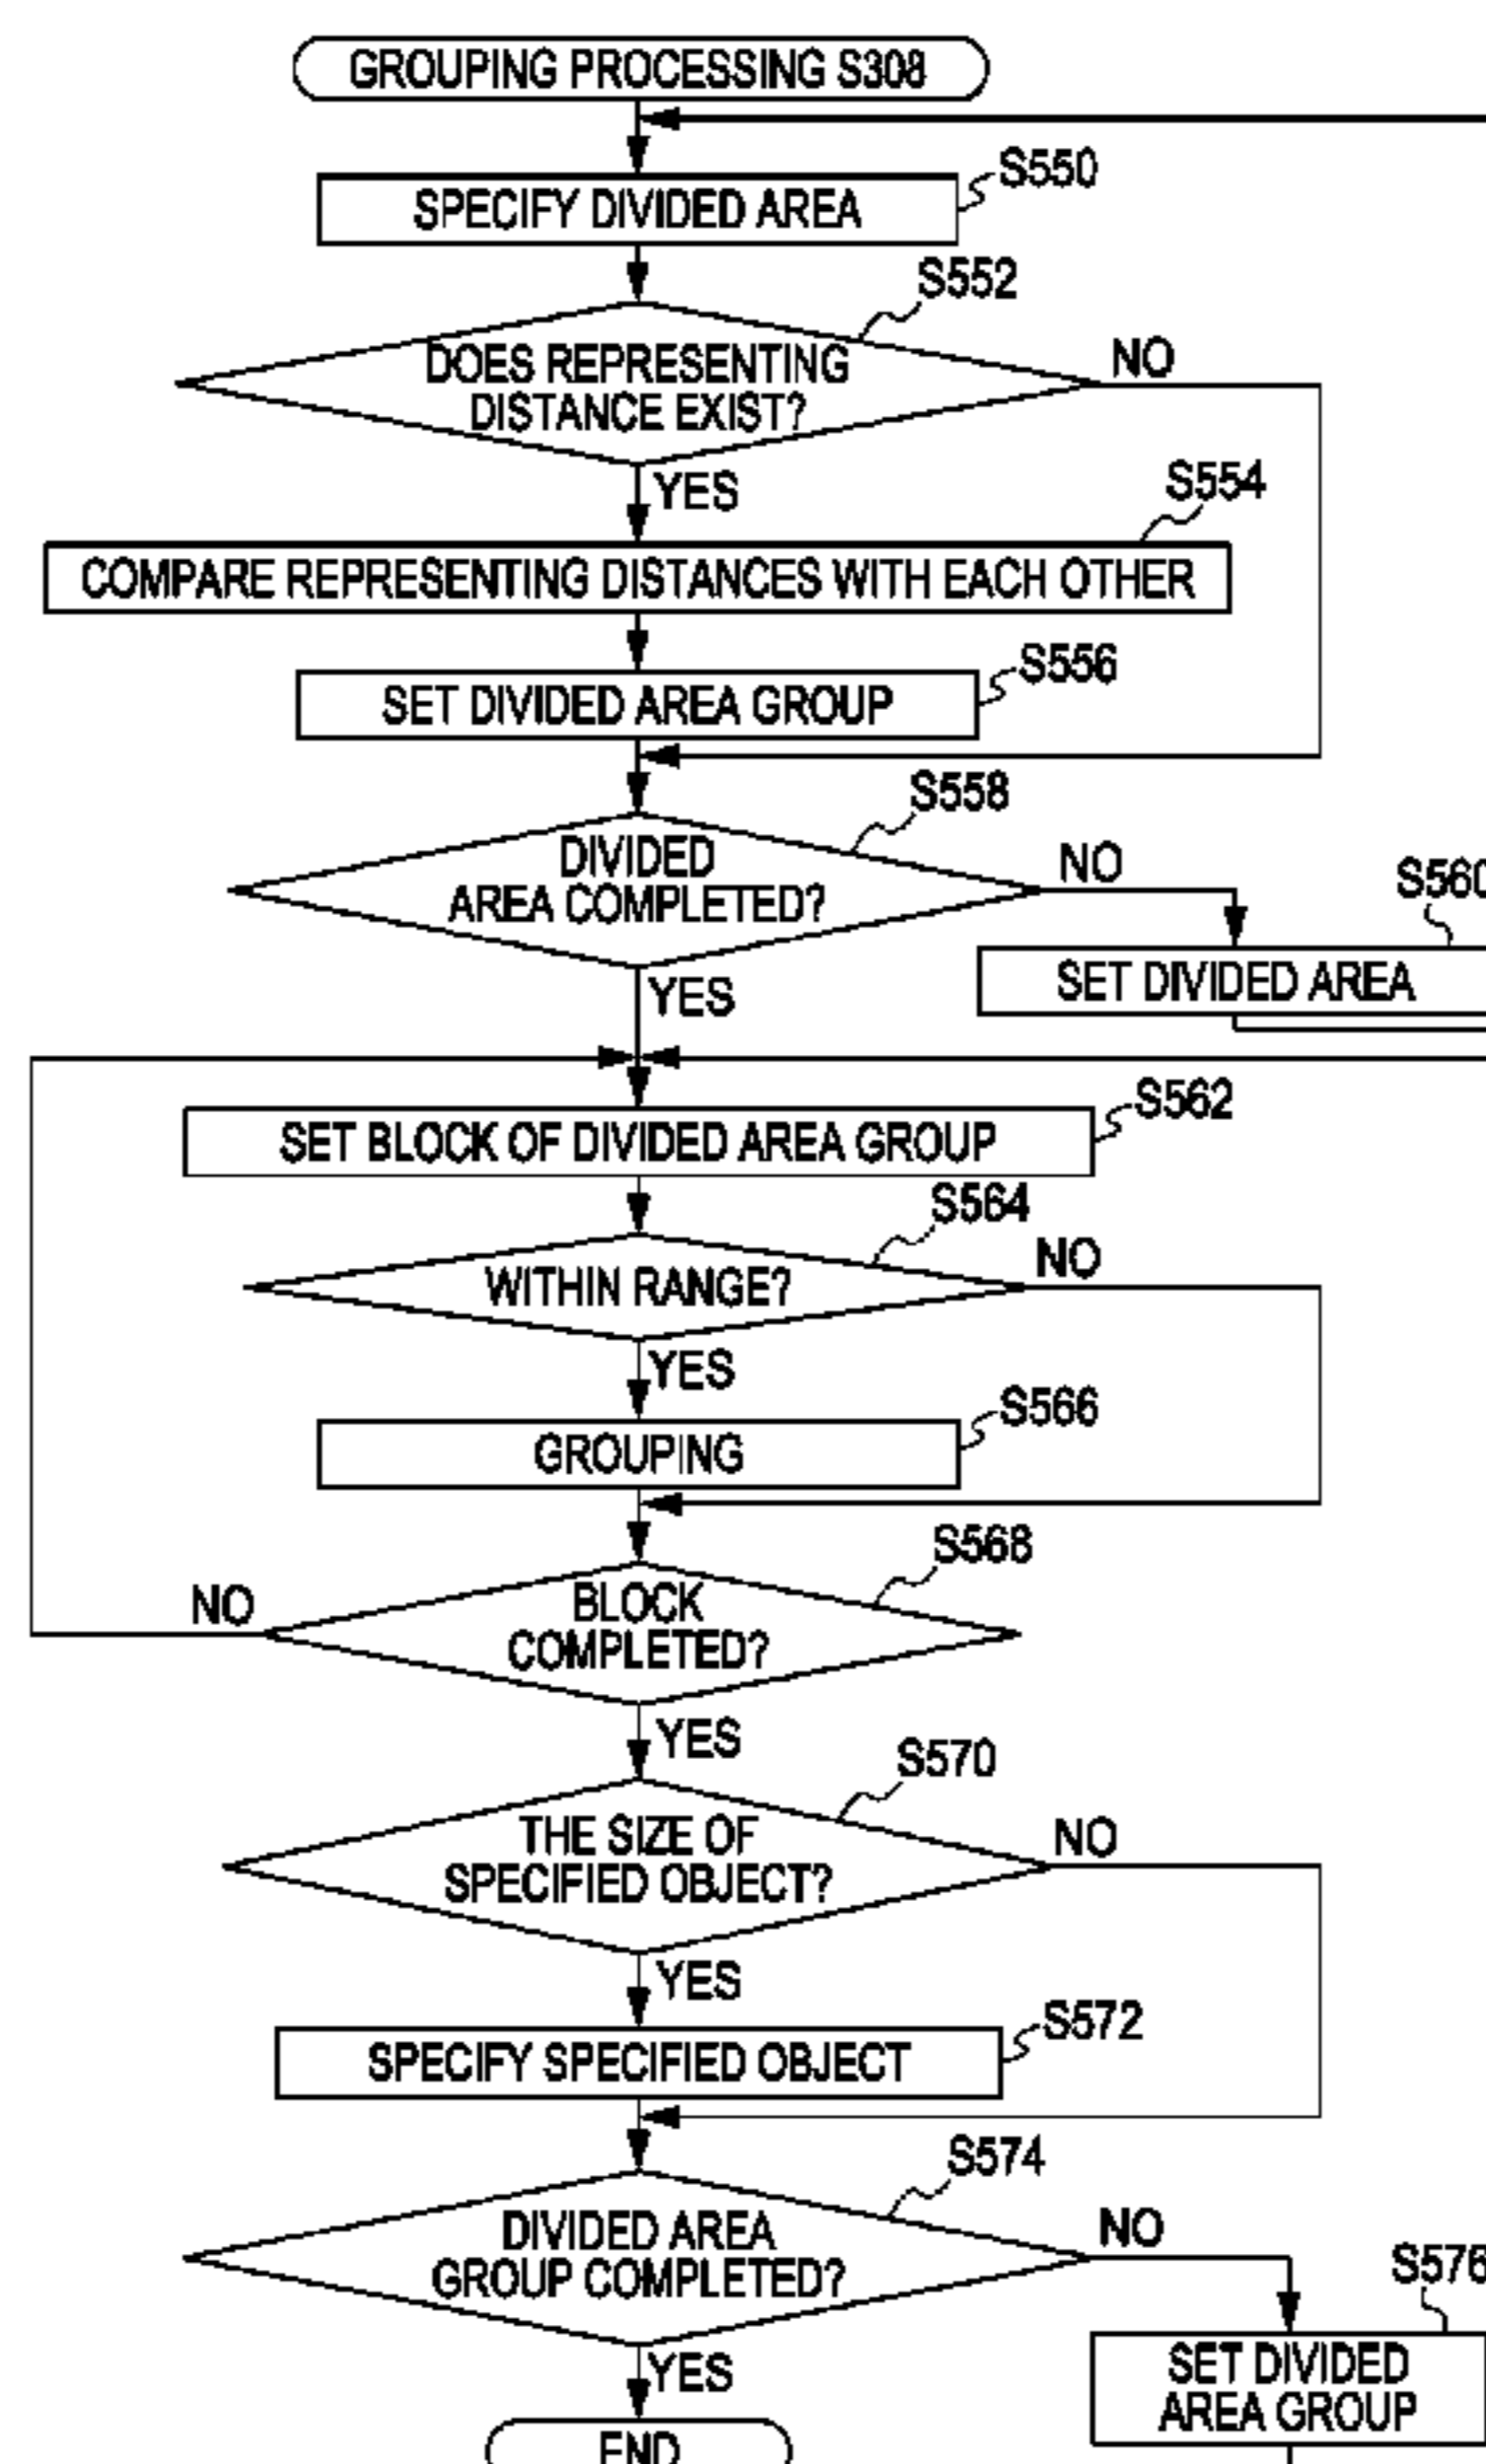 GROUPING PROCESSING S308
S550
SPECIFY DIVIDED AREA
S552
DOES REPRESENTING
DISTANCE EXIST?
NO
YES
S554
COMPARE REPRESENTING DISTANCES WITH EACH OTHER
S556
SET DIVIDED AREA GROUP
S558
DIVIDED
AREA COMPLETED?
NO
S560
SET DIVIDED AREA
YES
S562
SET BLOCK OF DIVIDED AREA GROUP
S564
WITHIN RANGE?
NO
YES
S566
GROUPING
S568
BLOCK
COMPLETED?
NO
YES
S570
THE SIZE OF
SPECIFIED OBJECT?
NO
YES
S572
SPECIFY SPECIFIED OBJECT
S574
DIVIDED AREA
GROUP COMPLETED?
NO
S576
SET DIVIDED
AREA GROUP
YES
END